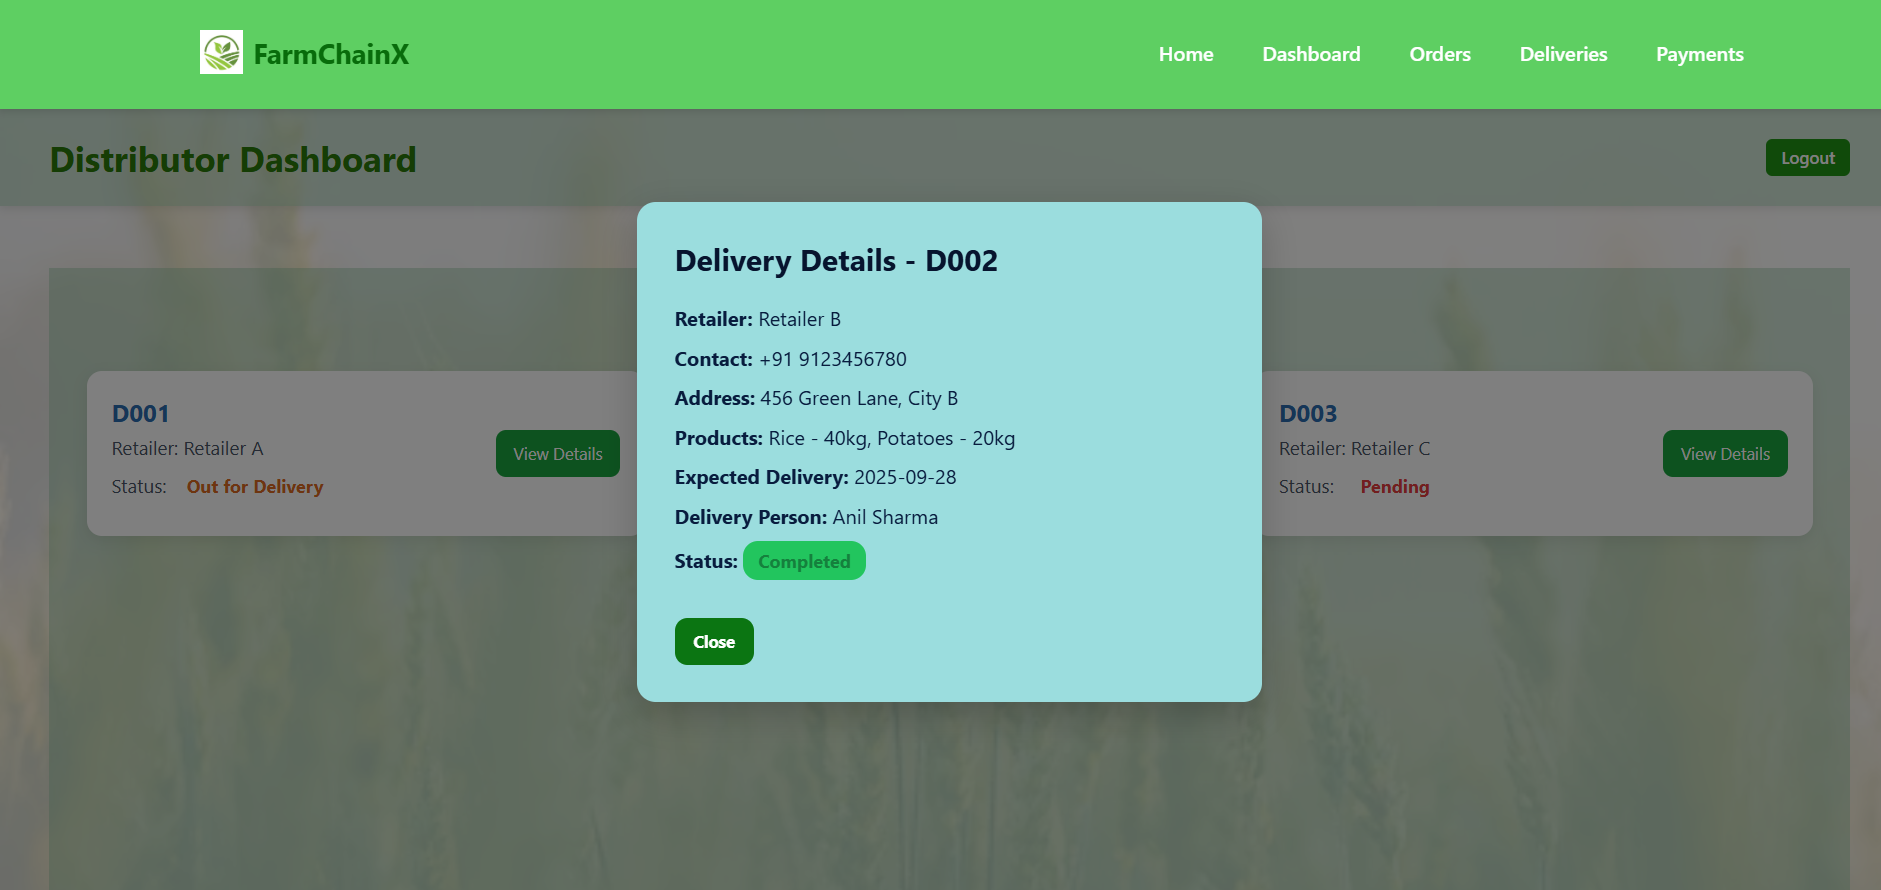 FarmChainX
Home Dashboard Orders Deliveries Payments
Distributor Dashboard
Logout
Delivery Details - D002
Retailer: Retailer B
Contact: +91 9123456780
Address: 456 Green Lane, City B
Products: Rice - 40kg, Potatoes - 20kg
Expected Delivery: 2025-09-28
Delivery Person: Anil Sharma
Status: Completed
Close
D001
Retailer: Retailer A
Status: Out for Delivery
View Details
D003
Retailer: Retailer C
Status: Pending
View Details